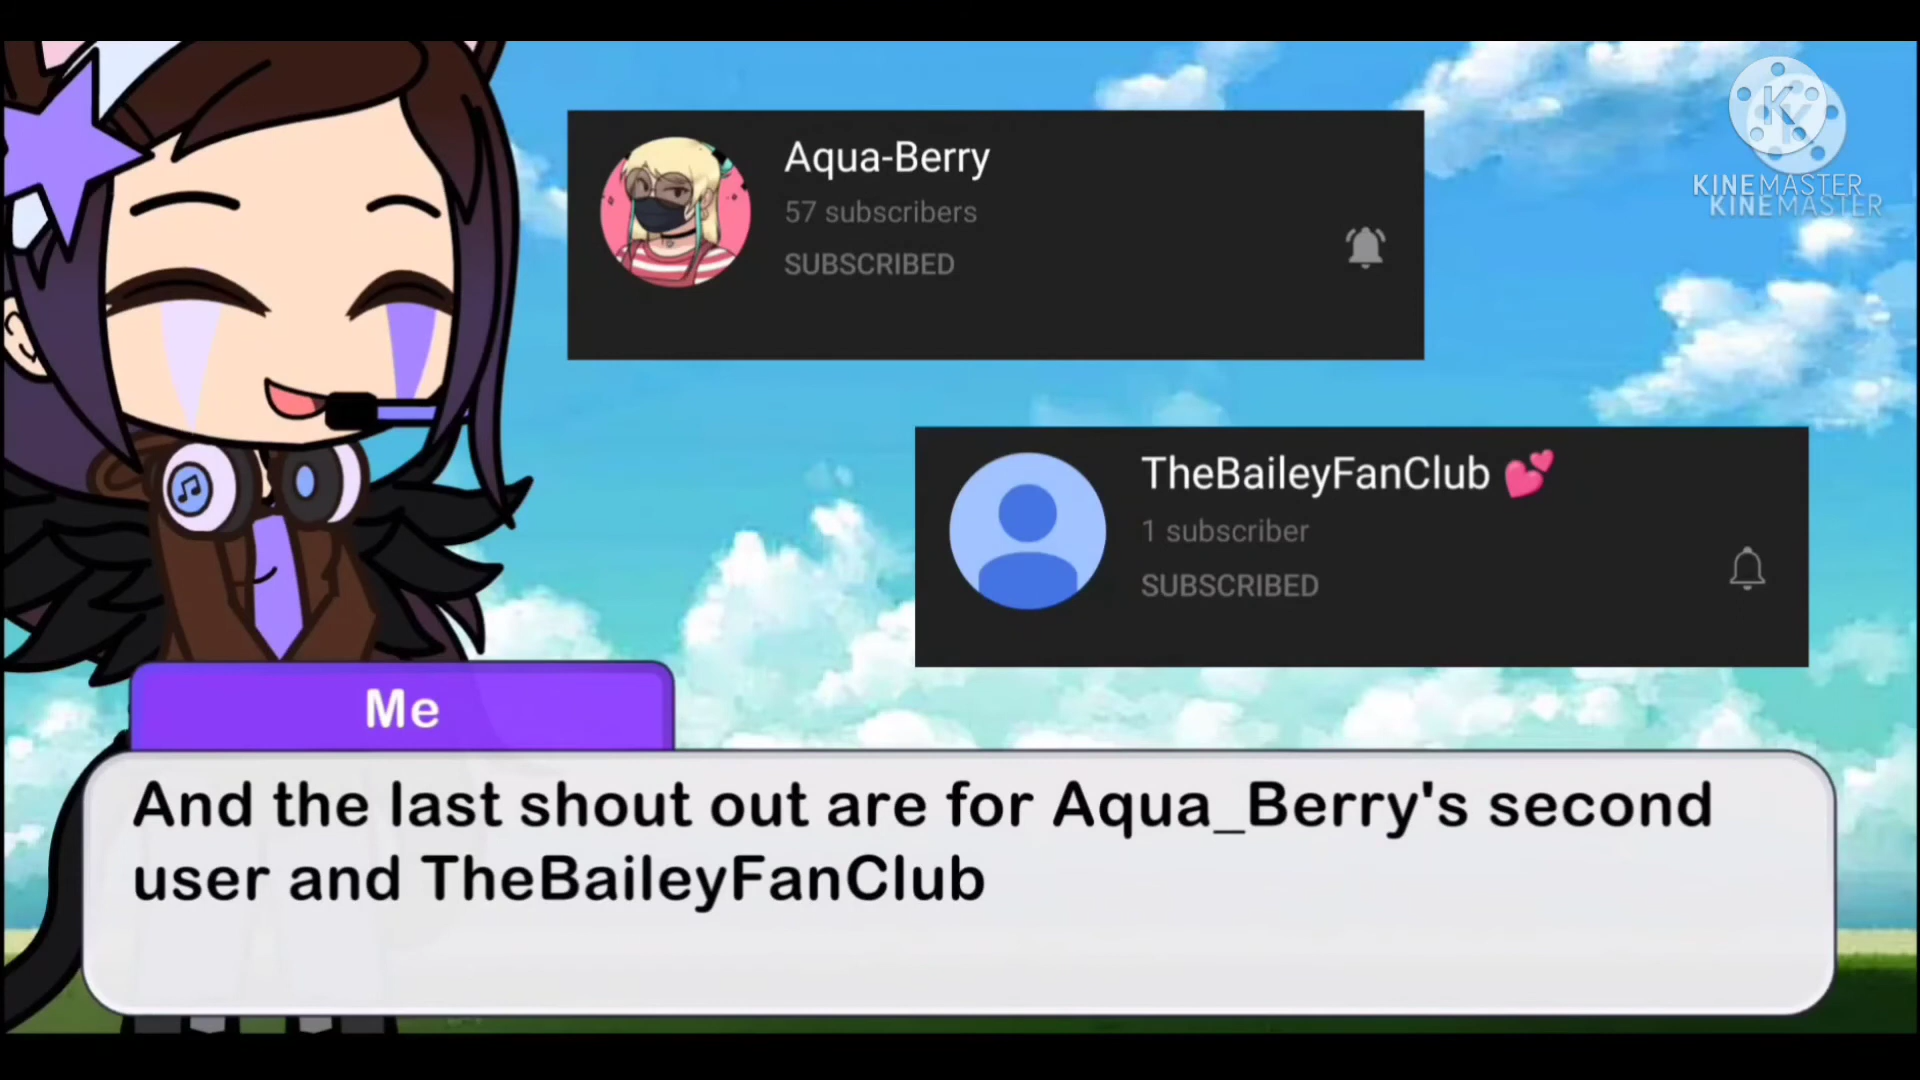 Aqua-Berry
57 subscribers
SUBSCRIBED
KINEMASTER
KINEMASTER
TheBaileyFanClub 💕
1 subscriber
SUBSCRIBED
Me
And the last shout out are for Aqua_Berry's second
user and TheBaileyFanClub